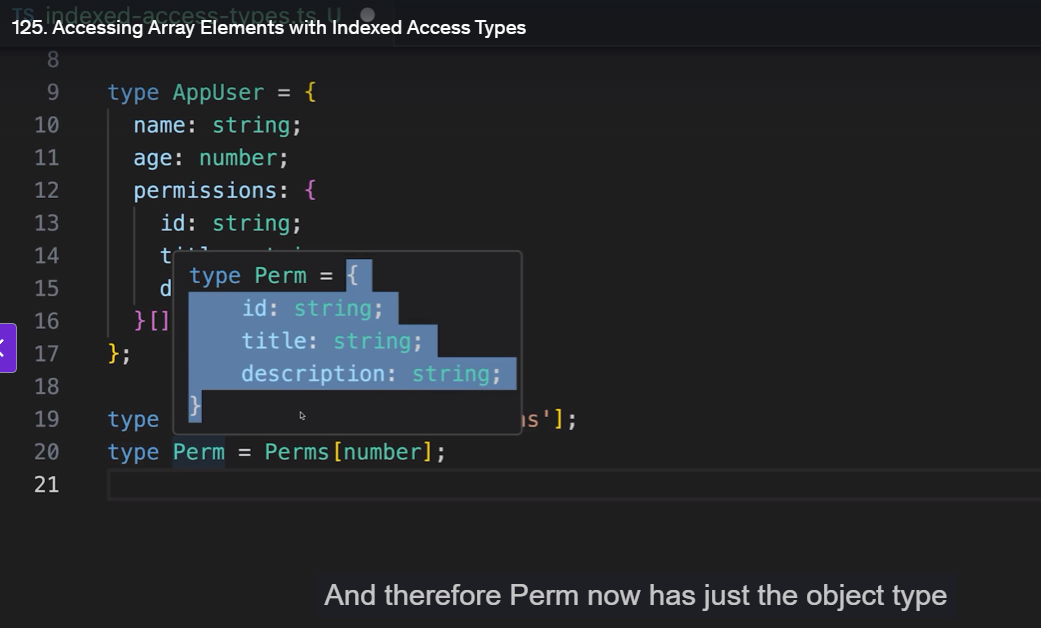 TS indexed-access-types.ts U
125. Accessing Array Elements with Indexed Access Types
8
9 type AppUser = {
10 name: string;
11 age: number;
12 permissions: {
13 id: string;
14
15 d
16 }[]
17 };
18
type Perm = {
id: string;
title: string;
description: string;
}
19 type s'];
20 type Perm = Perms[number];
21
And therefore Perm now has just the object type